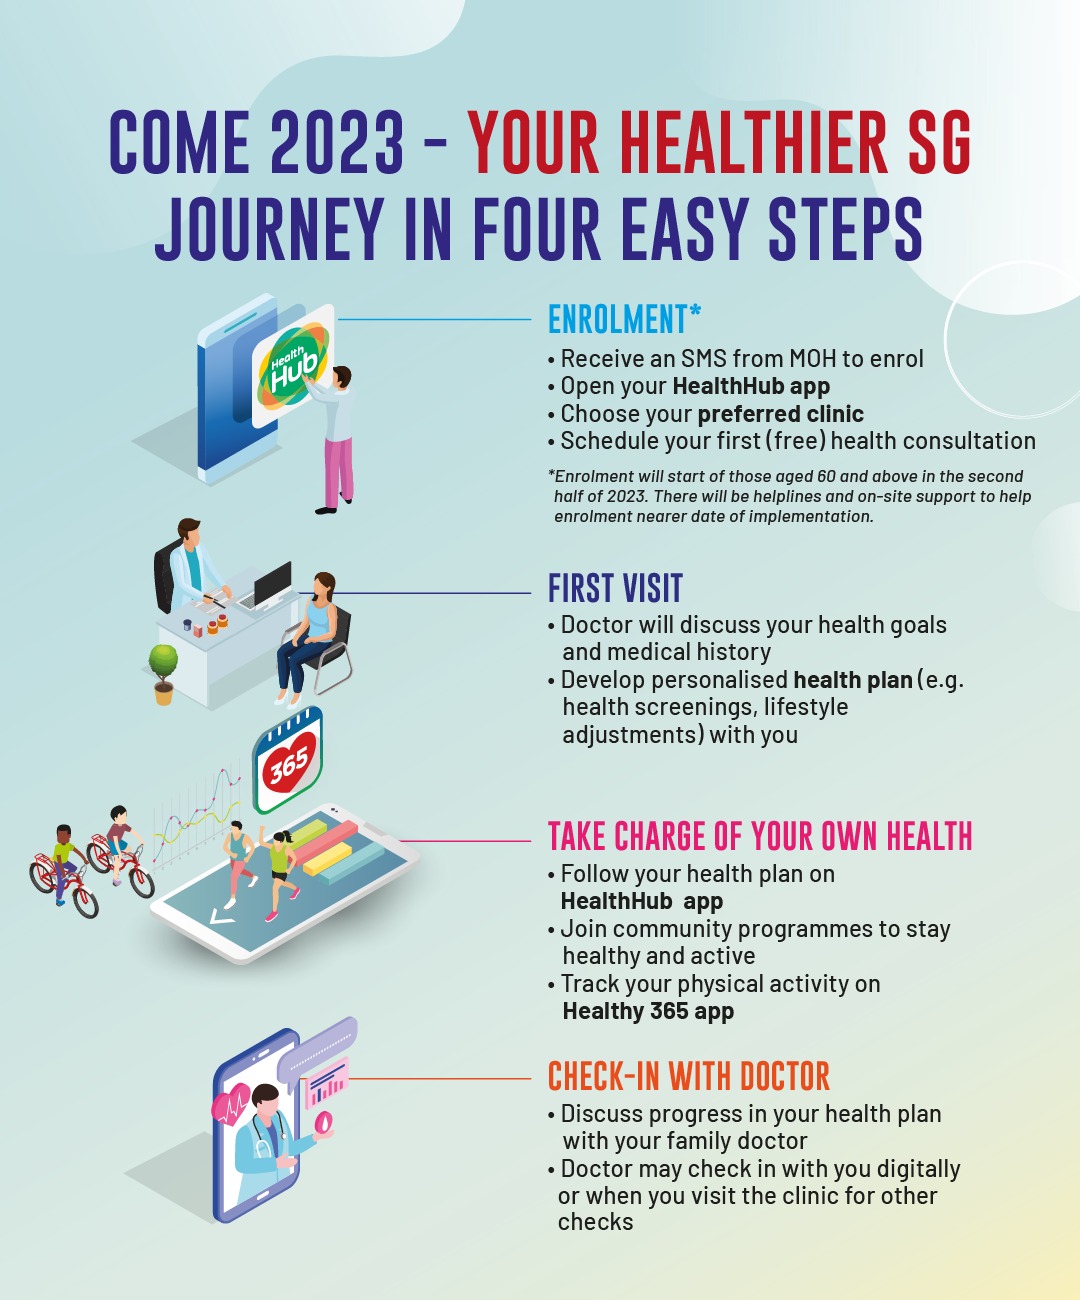 COME 2023 - YOUR HEALTHIER SG
JOURNEY IN FOUR EASY STEPS
Health
Hub
ENROLMENT*
• Receive an SMS from MOH to enrol
• Open your HealthHub app
• Choose your preferred clinic
• Schedule your first (free) health consultation
*Enrolment will start of those aged 60 and above in the second
half of 2023. There will be helplines and on-site support to help
enrolment nearer date of implementation.
FIRST VISIT
• Doctor will discuss your health goals
and medical history
• Develop personalised health plan (e.g.
health screenings, lifestyle
adjustments) with you
365
TAKE CHARGE OF YOUR OWN HEALTH
• Follow your health plan on
HealthHub app
• Join community programmes to stay
healthy and active
• Track your physical activity on
Healthy 365 app
CHECK-IN WITH DOCTOR
• Discuss progress in your health plan
with your family doctor
• Doctor may check in with you digitally
or when you visit the clinic for other
checks